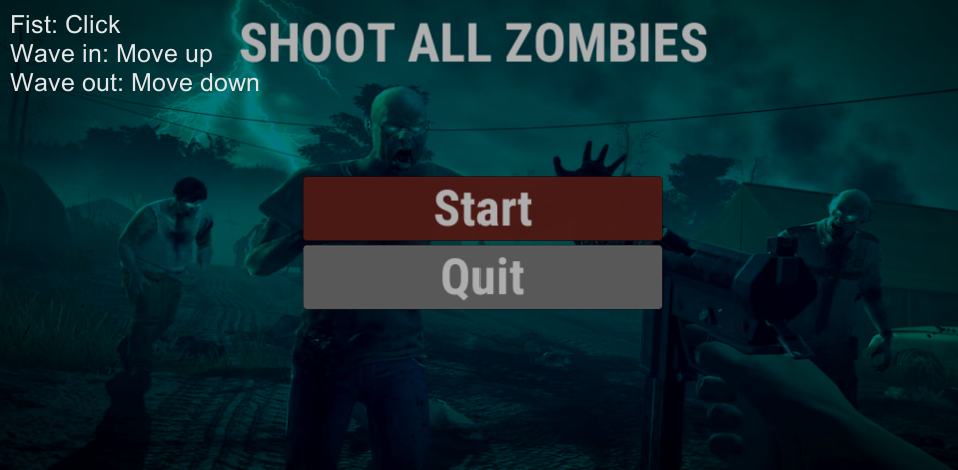 Fist: Click
Wave in: Move up
Wave out: Move down
SHOOT ALL ZOMBIES
Start
Quit